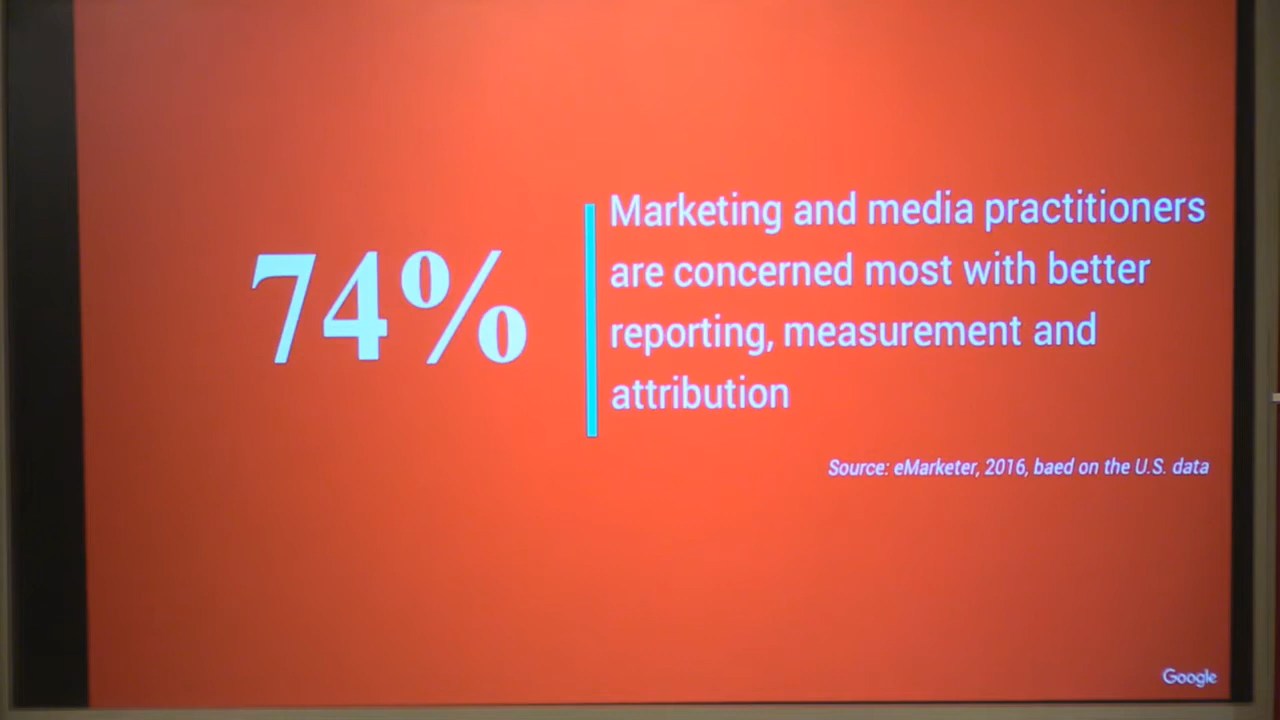 74%
Marketing and media practitioners
are concerned most with better
reporting, measurement and
attribution
Source: eMarketer, 2016, baed on the U.S. data
Google